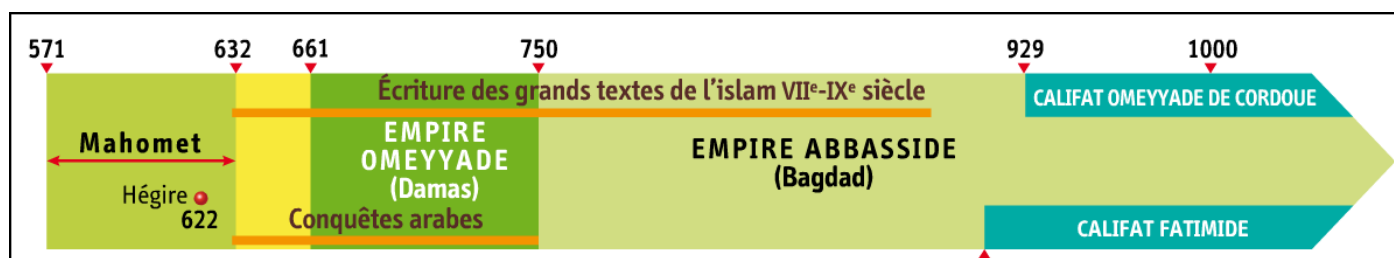 571 632 661 750 929 1000
Écriture des grands textes de l'islam VIIe-IXe siècle
CALIFAT OMEYYADE DE CORDOUE
Mahomet
EMPIRE
OMEYYADE
(Damas)
EMPIRE ABBASSIDE
(Bagdad)
Hégire
622
Conquêtes arabes
CALIFAT FATIMIDE